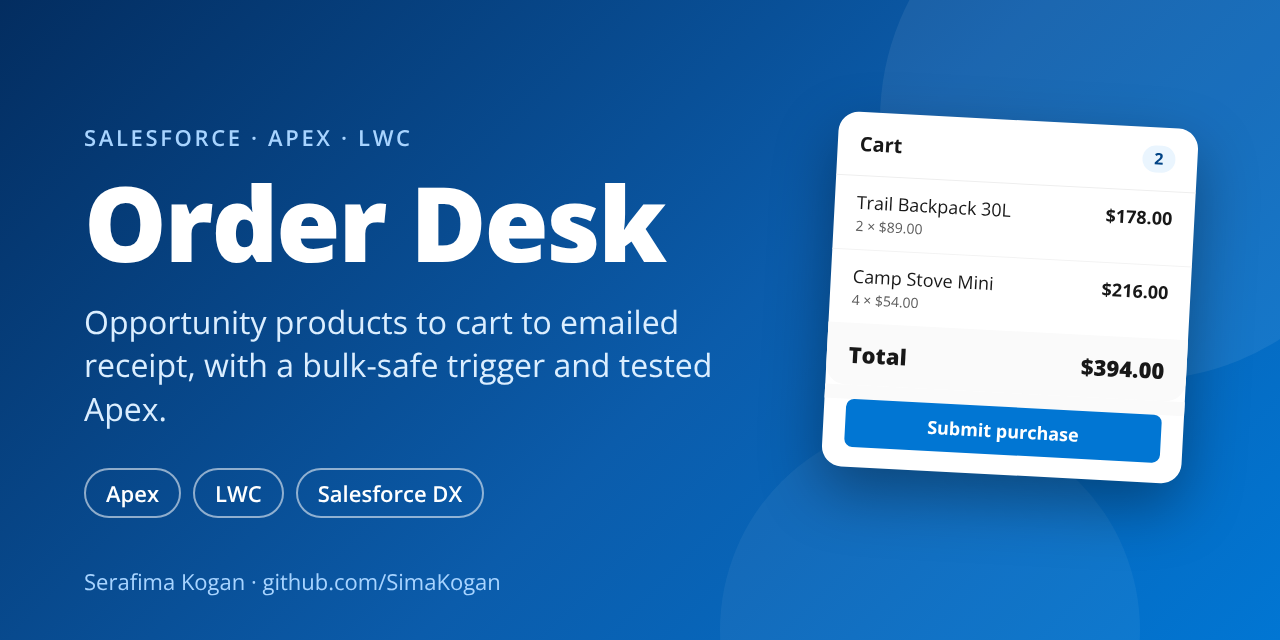 SALESFORCE · APEX · LWC
Order Desk
Opportunity products to cart to emailed
receipt, with a bulk-safe trigger and tested
Apex.
Apex
LWC
Salesforce DX
Serafima Kogan · github.com/SimaKogan
Cart
2
Trail Backpack 30L
$178.00
2 × $89.00
Camp Stove Mini
$216.00
4 × $54.00
Total
$394.00
Submit purchase